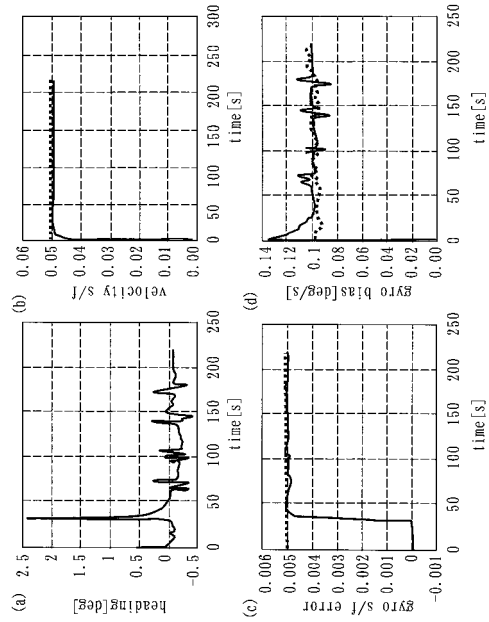 (a)
heading[deg]
2.5
2
1.5
1
0.5
0
-0.5
0 50 100 150 200 250
time[s]
(b)
velocity s/f
0.06
0.05
0.04
0.03
0.02
0.01
0.00
0 50 100 150 200 250 300
time[s]
(c)
gyro s/f error
0.006
0.005
0.004
0.003
0.002
0.001
0
-0.001
0 50 100 150 200 250
time[s]
(d)
gyro bias[deg/s]
0.14
0.12
0.1
0.08
0.06
0.04
0.02
0
0 50 100 150 200 250
time[s]